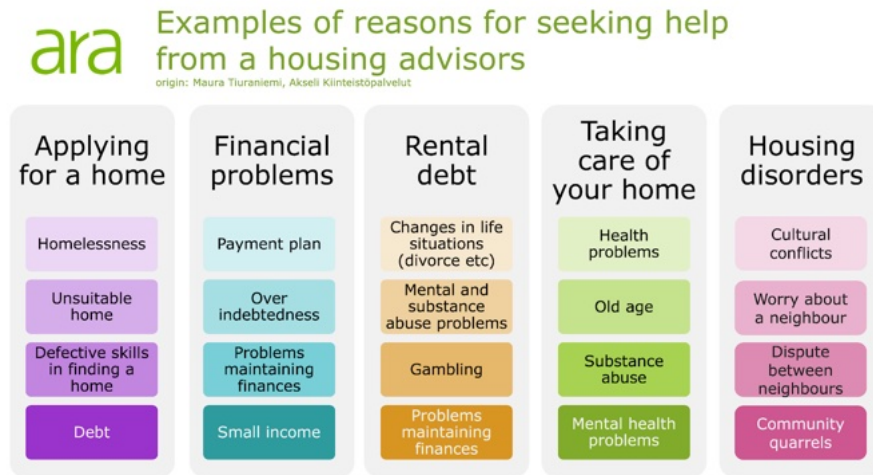 ara
Examples of reasons for seeking help
from a housing advisors
origin: Maura Tiuraniemi, Akseli Kiinteistöpalvelut
Applying
for a home
Homelessness
Unsuitable
home
Defective skills
in finding a
home
Debt
Financial
problems
Payment plan
Over
indebtedness
Problems
maintaining
finances
Small income
Rental
debt
Changes in life
situations
(divorce etc)
Mental and
substance
abuse problems
Gambling
Problems
maintaining
finances
Taking
care of
your home
Health
problems
Old age
Substance
abuse
Mental health
problems
Housing
disorders
Cultural
conflicts
Worry about
a neighbour
Dispute
between
neighbours
Community
quarrels